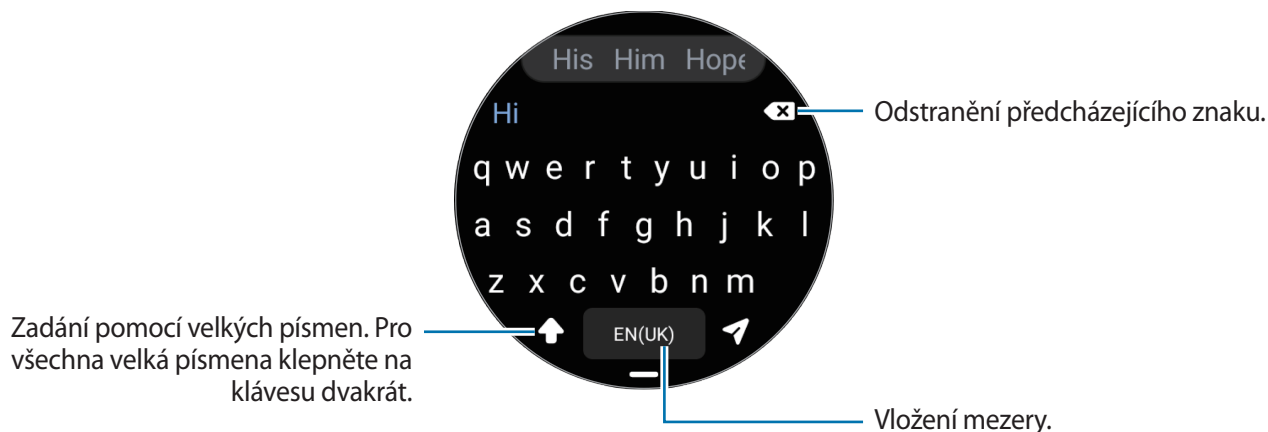 His Him Hope
Hi
Odstranění předcházejícího znaku.
q w e r t y u i o p
a s d f g h j k l
z x c v b n m
Zadání pomocí velkých písmen. Pro
všechna velká písmena klepněte na
klávesu dvakrát.
EN(UK)
Vložení mezery.